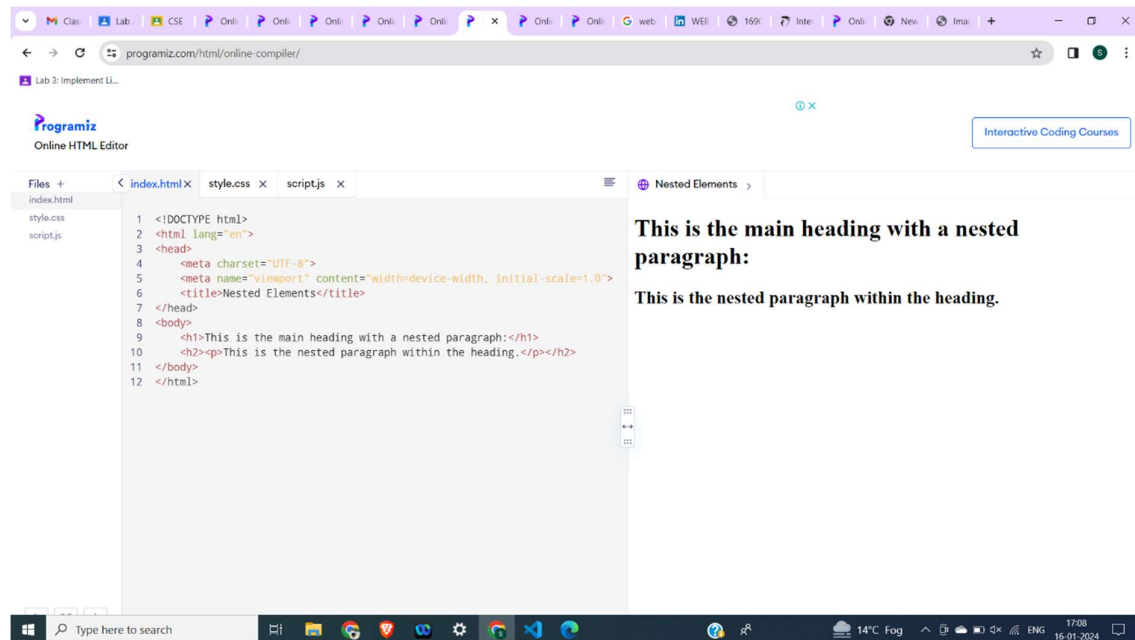 Clas
Lab
CSE
Onli
Onli
Onli
Onli
Onli
Onli
Onli
web
WEB
169(
Inter
Onli
New
Imag
programiz.com/html/online-compiler/
S
Lab 3: Implement Li...
Programiz
Online HTML Editor
Interactive Coding Courses
Files +
index.html
style.css
script.js
index.html
style.css
script.js
Nested Elements
1 <!DOCTYPE html>
2 <html lang="en">
3 <head>
4 <meta charset="UTF-8">
5 <meta name="viewport" content="width=device-width, initial-scale=1.0">
6 <title>Nested Elements</title>
7 </head>
8 <body>
9 <h1>This is the main heading with a nested paragraph:</h1>
10 <h2><p>This is the nested paragraph within the heading.</p></h2>
11 </body>
12 </html>
This is the main heading with a nested
paragraph:
This is the nested paragraph within the heading.
Type here to search
14°C Fog
ENG
17:08
16-01-2024